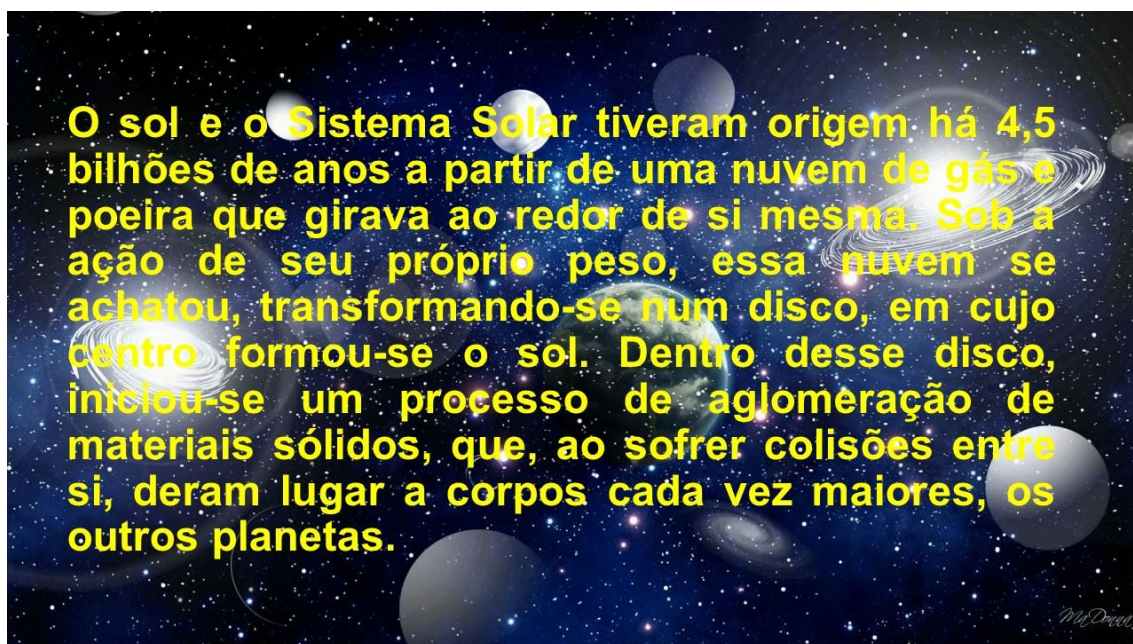 O sol e o Sistema Solar tiveram origem há 4,5
bilhões de anos a partir de uma nuvem de gás e
poeira que girava ao redor de si mesma. Sob a
ação de seu próprio peso, essa nuvem se
achatou, transformando-se num disco, em cujo
centro formou-se o sol. Dentro desse disco,
iniciou-se um processo de aglomeração de
materiais sólidos, que, ao sofrer colisões entre
si, deram lugar a corpos cada vez maiores, os
outros planetas.
MaDonna